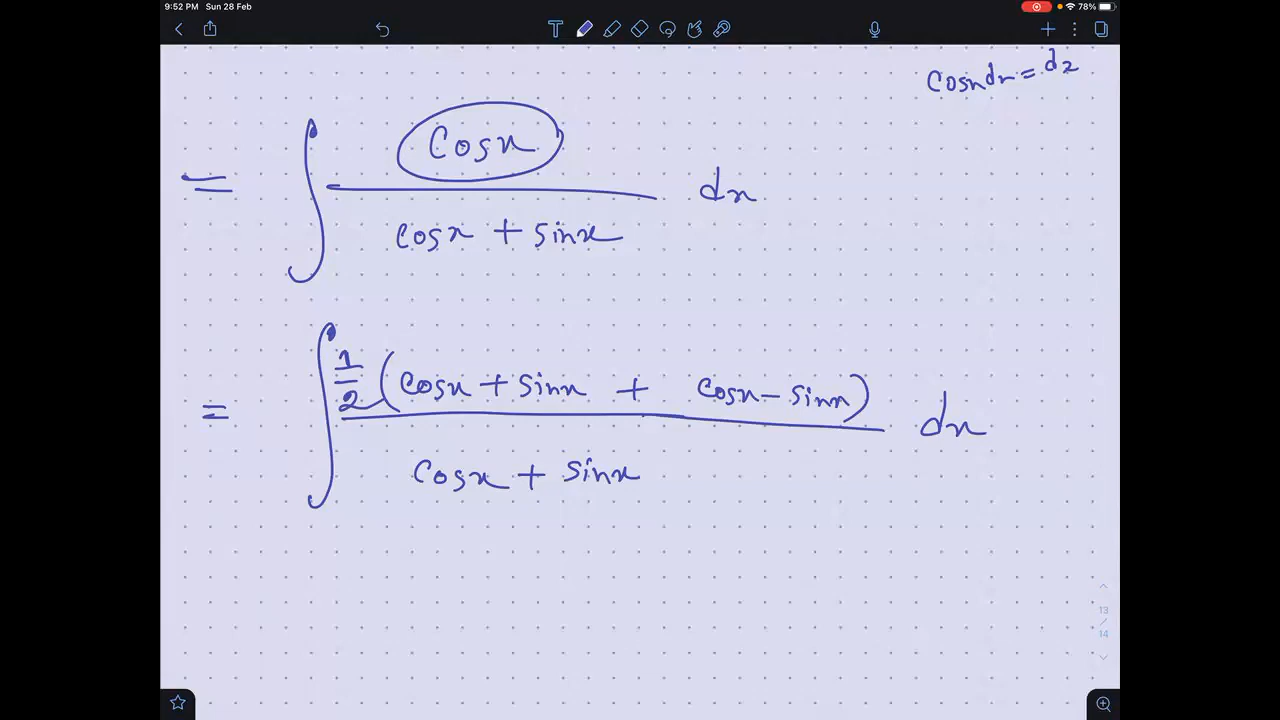 9:52 PM Sun 28 Feb 78%
T
cosx dx = dz
= ∫ cosx / (cosx + sinx) dx
= ∫ 1/2 (cosx + sinx + cosx - sinx) / (cosx + sinx) dx
13
/
14